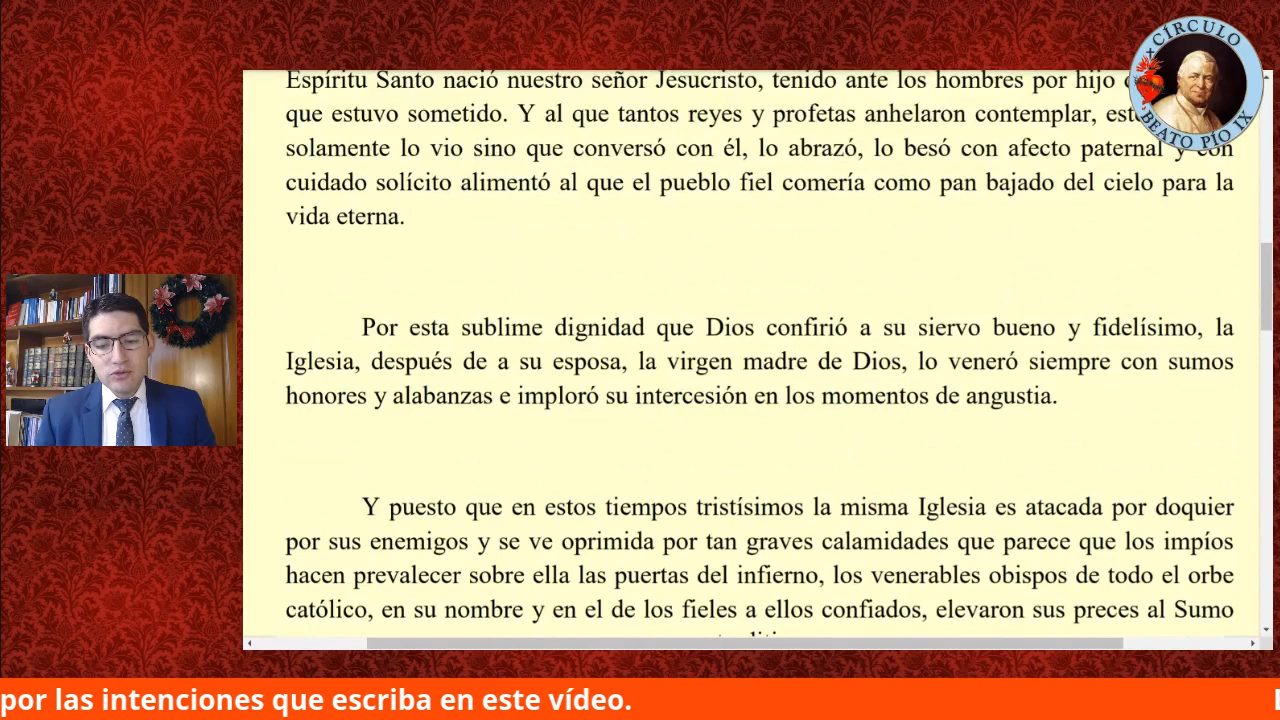 CÍRCULO
BEATO PÍO IX
Espíritu Santo nació nuestro señor Jesucristo, tenido ante los hombres por hijo
que estuvo sometido. Y al que tantos reyes y profetas anhelaron contemplar,
solamente lo vio sino que conversó con él, lo abrazó, lo besó con afecto paternal y con
cuidado solícito alimentó al que el pueblo fiel comería como pan bajado del cielo para la
vida eterna.
Por esta sublime dignidad que Dios confirió a su siervo bueno y fidelísimo, la
Iglesia, después de a su esposa, la virgen madre de Dios, lo veneró siempre con sumos
honores y alabanzas e imploró su intercesión en los momentos de angustia.
Y puesto que en estos tiempos tristísimos la misma Iglesia es atacada por doquier
por sus enemigos y se ve oprimida por tan graves calamidades que parece que los impíos
hacen prevalecer sobre ella las puertas del infierno, los venerables obispos de todo el orbe
católico, en su nombre y en el de los fieles a ellos confiados, elevaron sus preces al Sumo
por las intenciones que escriba en este vídeo.